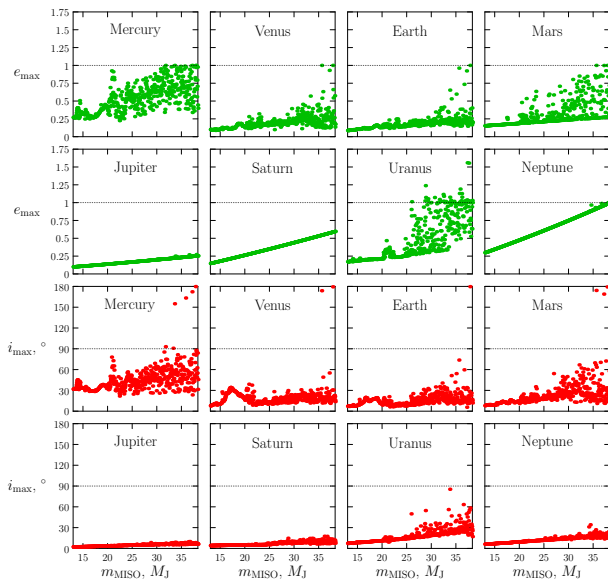 1.75
1.5
1.25
1
0.75
0.5
0.25
0
e_max
Mercury
Venus
Earth
Mars
1.75
1.5
1.25
1
0.75
0.5
0.25
0
e_max
Jupiter
Saturn
Uranus
Neptune
180
150
120
90
60
30
0
i_max, °
Mercury
Venus
Earth
Mars
180
150
120
90
60
30
0
i_max, °
Jupiter
Saturn
Uranus
Neptune
15 20 25 30 35 15 20 25 30 35 15 20 25 30 35 15 20 25 30 35
m_MISO, M_J m_MISO, M_J m_MISO, M_J m_MISO, M_J